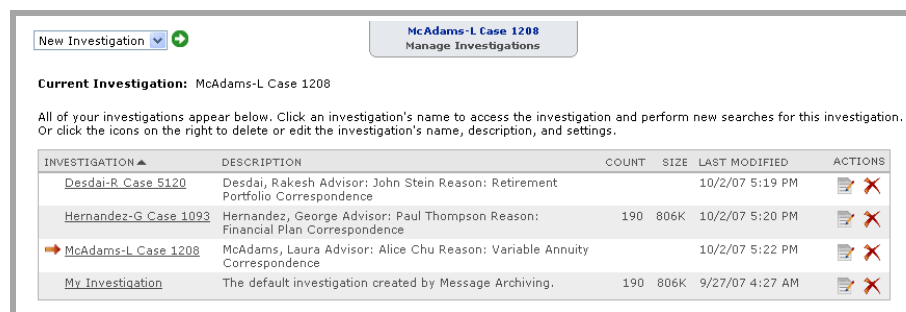 New Investigation
McAdams-L Case 1208
Manage Investigations
Current Investigation: McAdams-L Case 1208
All of your investigations appear below. Click an investigation's name to access the investigation and perform new searches for this investigation.
Or click the icons on the right to delete or edit the investigation's name, description, and settings.
INVESTIGATION DESCRIPTION COUNT SIZE LAST MODIFIED ACTIONS
Desdai-R Case 5120 Desdai, Rakesh Advisor: John Stein Reason: Retirement 10/2/07 5:19 PM
Portfolio Correspondence
Hernandez-G Case 1093 Hernandez, George Advisor: Paul Thompson Reason: 190 806K 10/2/07 5:20 PM
Financial Plan Correspondence
McAdams-L Case 1208 McAdams, Laura Advisor: Alice Chu Reason: Variable Annuity 10/2/07 5:22 PM
Correspondence
My Investigation The default investigation created by Message Archiving. 190 806K 9/27/07 4:27 AM